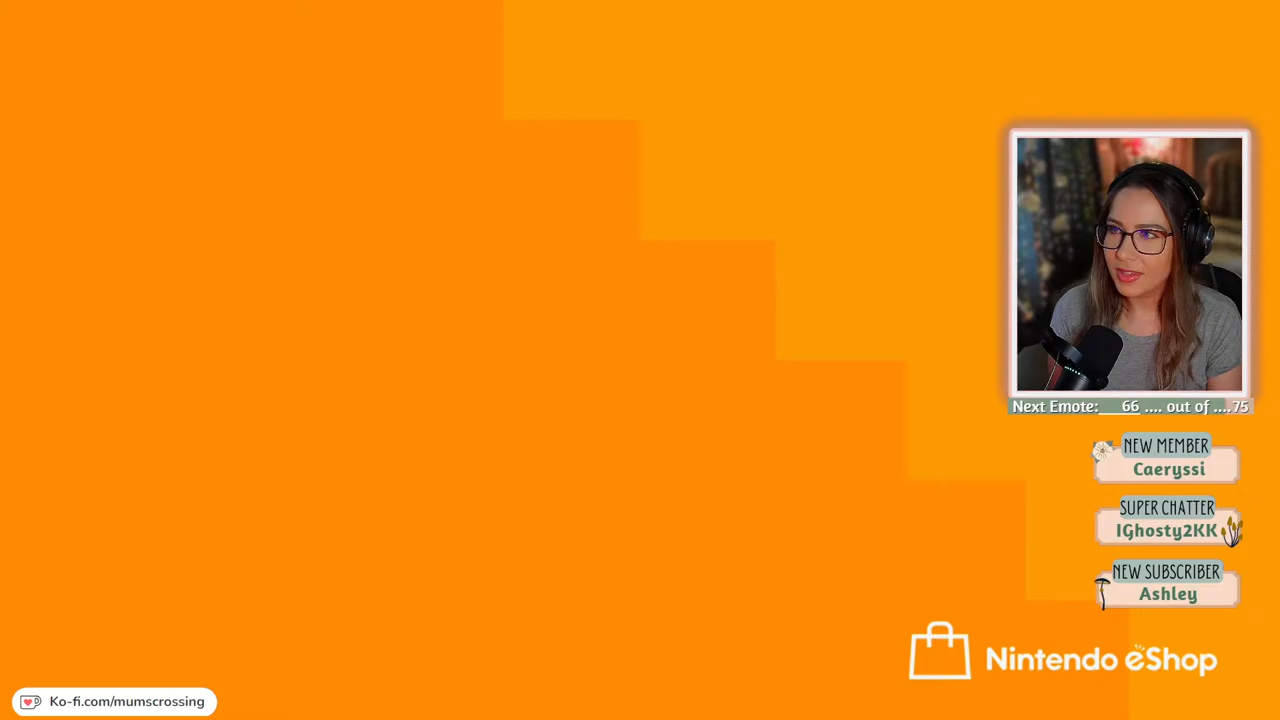 Next Emote: 66 .... out of ....75
NEW MEMBER
Caeryssi
SUPER CHATTER
IGhosty2KK
NEW SUBSCRIBER
Ashley
Nintendo eShop
Ko-fi.com/mumscrossing